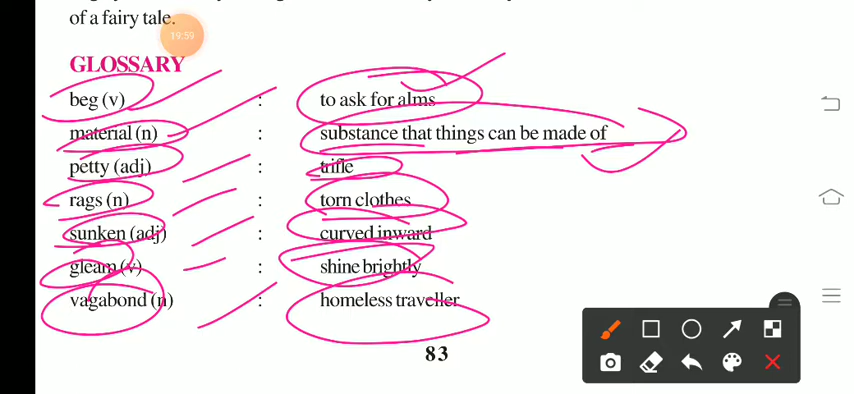 of a fairy tale.
19:59
GLOSSARY
beg (v) : to ask for alms
material (n) : substance that things can be made of
petty (adj) : trifle
rags (n) : torn clothes
sunken (adj) : curved inward
gleam (v) : shine brightly
vagabond (n) : homeless traveller
83